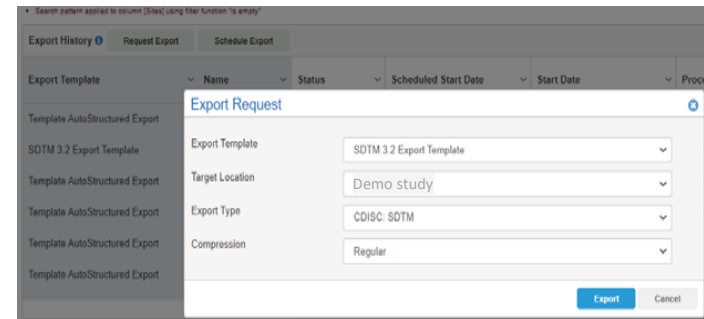 Search pattern applied to column [Sites] using filter function "is empty"
Export History Request Export Schedule Export
Export Template Name Status Scheduled Start Date Start Date
Export Request
Template AutoStructured Export
Export Template SDTM 3.2 Export Template
SDTM 3.2 Export Template
Target Location Demo study
Template AutoStructured Export
Export Type CDISC: SDTM
Template AutoStructured Export
Compression Regular
Template AutoStructured Export
Template AutoStructured Export
Export Cancel